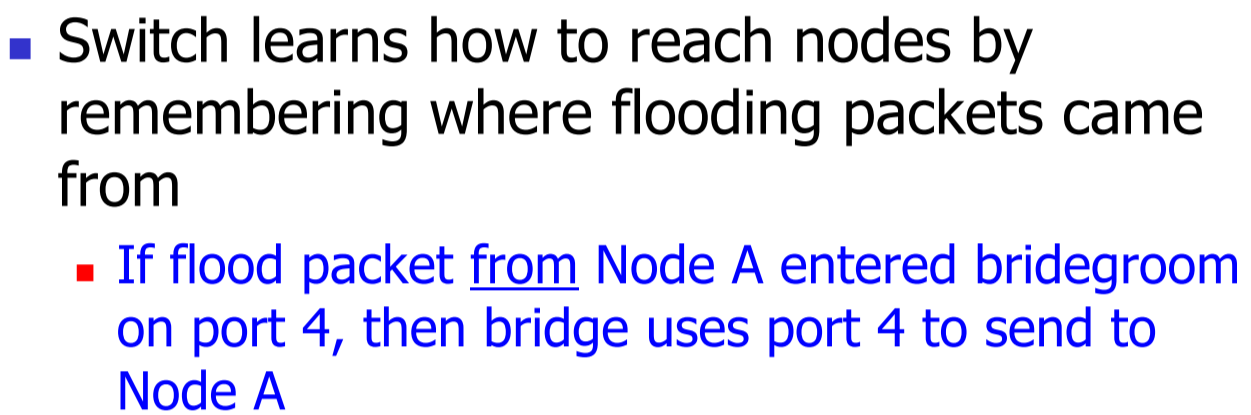 Switch learns how to reach nodes by
remembering where flooding packets came
from
If flood packet from Node A entered bridegroom
on port 4, then bridge uses port 4 to send to
Node A